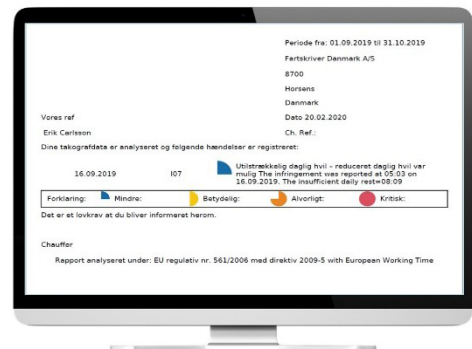 Periode fra: 01.09.2019 til 31.10.2019
Fartskriver Danmark A/S
8700
Horsens
Danmark
Vores ref
Dato 20.02.2020
Erik Carlsson
Ch. Ref.:
Dine takografdata er analyseret og følgende hændelser er registreret:
16.09.2019 I07 Utilstrækkelig daglig hvil – reduceret daglig hvil var
mulig The infringement was reported at 05:03 on
16.09.2019. The insufficient daily rest=08:09
Forklaring: Mindre: Betydelig: Alvorligt: Kritisk:
Det er et lovkrav at du bliver informeret herom.
Chauffør
Rapport analyseret under: EU regulativ nr. 561/2006 med direktiv 2009-5 with European Working Time